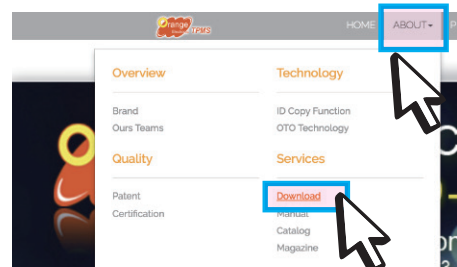 Orange TPMS
HOME ABOUT
Overview Technology
Brand ID Copy Function
Ours Teams OTO Technology
Quality Services
Patent Download
Certification Manual
Catalog
Magazine